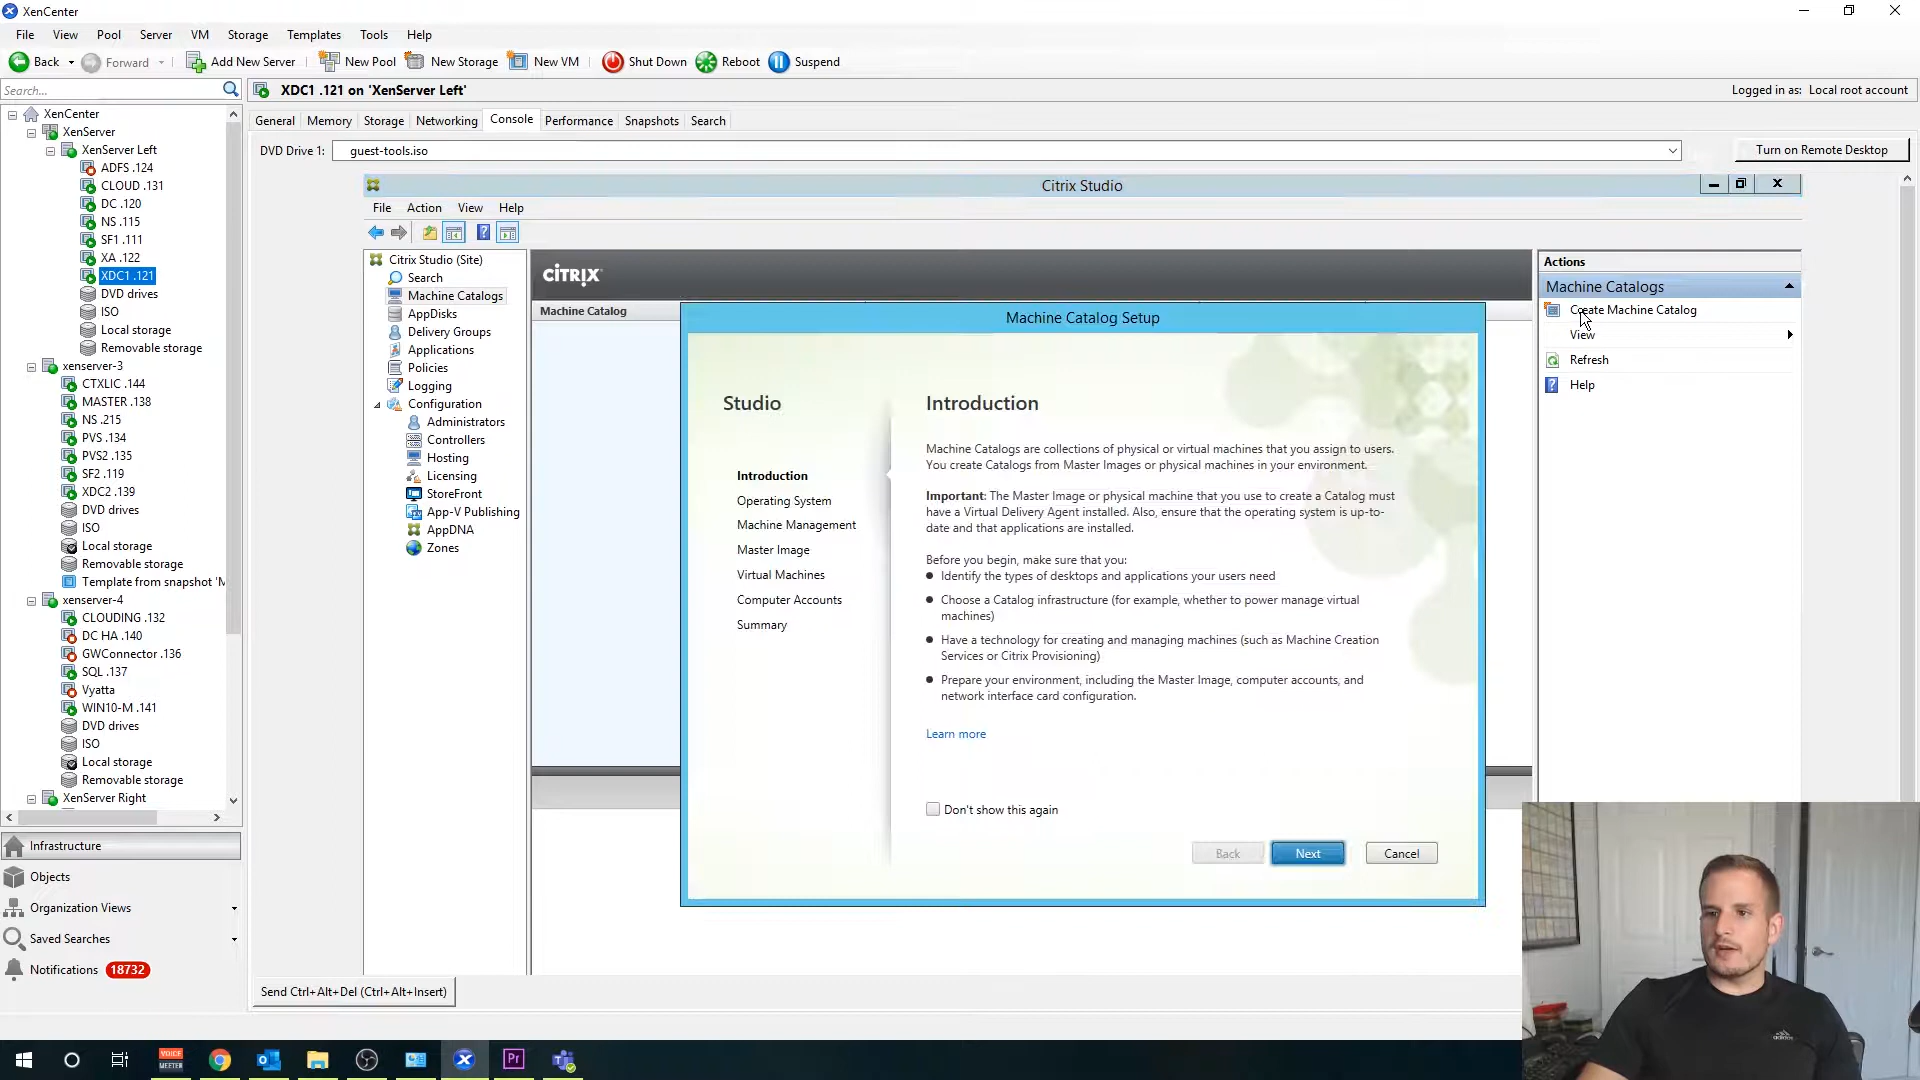 XenCenter
File View Pool Server VM Storage Templates Tools Help
Back Forward Add New Server New Pool New Storage New VM Shut Down Reboot Suspend
Search...
XDC1 .121 on 'XenServer Left'
Logged in as: Local root account
General Memory Storage Networking Console Performance Snapshots Search
DVD Drive 1: guest-tools.iso
Turn on Remote Desktop
XenCenter
XenServer
XenServer Left
ADFS .124
CLOUD .131
DC .120
NS .115
SF1 .111
XA .122
XDC1 .121
DVD drives
ISO
Local storage
Removable storage
xenserver-3
CTXLIC .144
MASTER .138
NS .215
PVS .134
PVS2 .135
SF2 .119
XDC2 .139
DVD drives
ISO
Local storage
Removable storage
Template from snapshot 'M
xenserver-4
CLOUDING .132
DC HA .140
GWConnector .136
SQL .137
Vyatta
WIN10-M .141
DVD drives
ISO
Local storage
Removable storage
XenServer Right
Infrastructure
Objects
Organization Views
Saved Searches
Notifications 18732
Citrix Studio
File Action View Help
Citrix Studio (Site)
Search
Machine Catalogs
AppDisks
Delivery Groups
Applications
Policies
Logging
Configuration
Administrators
Controllers
Hosting
Licensing
StoreFront
App-V Publishing
AppDNA
Zones
CITRIX
Machine Catalog
Machine Catalog Setup
Studio
Introduction
Operating System
Machine Management
Master Image
Virtual Machines
Computer Accounts
Summary
Introduction
Machine Catalogs are collections of physical or virtual machines that you assign to users.
You create Catalogs from Master Images or physical machines in your environment.
Important: The Master Image or physical machine that you use to create a Catalog must
have a Virtual Delivery Agent installed. Also, ensure that the operating system is up-to-
date and that applications are installed.
Before you begin, make sure that you:
● Identify the types of desktops and applications your users need
● Choose a Catalog infrastructure (for example, whether to power manage virtual
machines)
● Have a technology for creating and managing machines (such as Machine Creation
Services or Citrix Provisioning)
● Prepare your environment, including the Master Image, computer accounts, and
network interface card configuration.
Learn more
Don't show this again
Back Next Cancel
Actions
Machine Catalogs
Create Machine Catalog
View
Refresh
Help
Send Ctrl+Alt+Del (Ctrl+Alt+Insert)
VOICE
MEETER
Pr
adidas